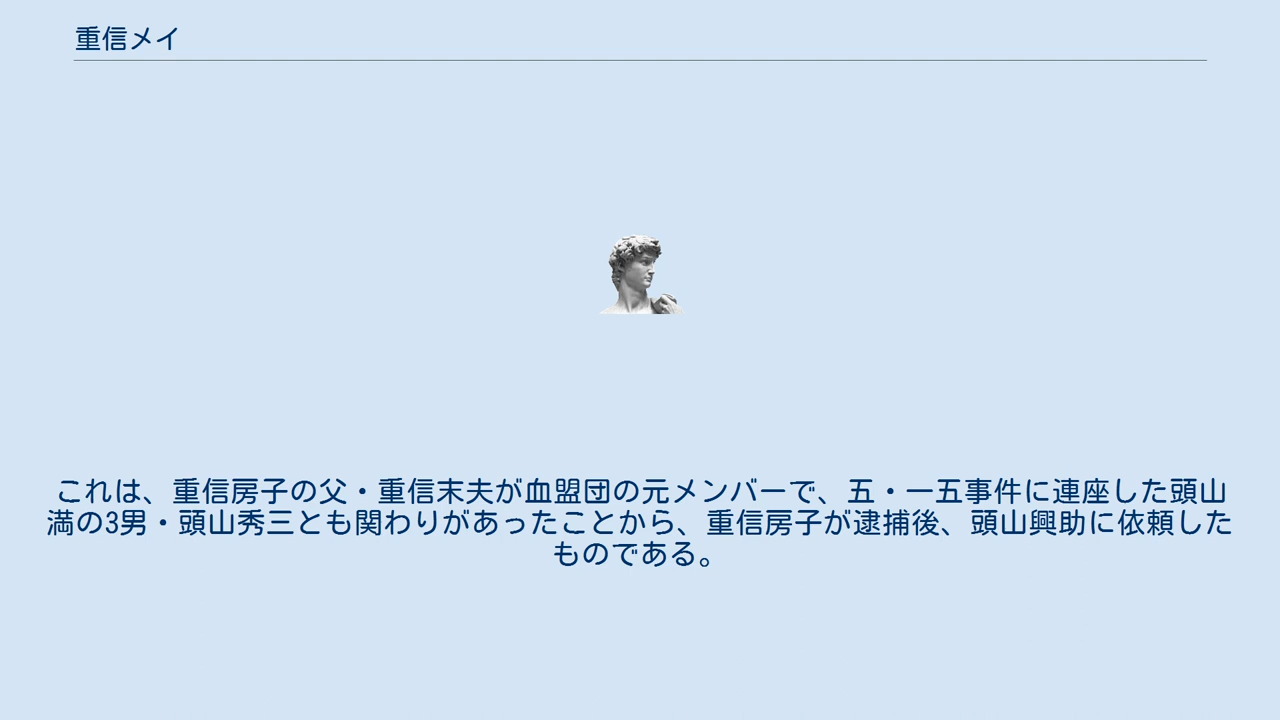 重信メイ
これは、重信房子の父・重信末夫が血盟団の元メンバーで、五・一五事件に連座した頭山
満の3男・頭山秀三とも関わりがあったことから、重信房子が逮捕後、頭山興助に依頼した
ものである。